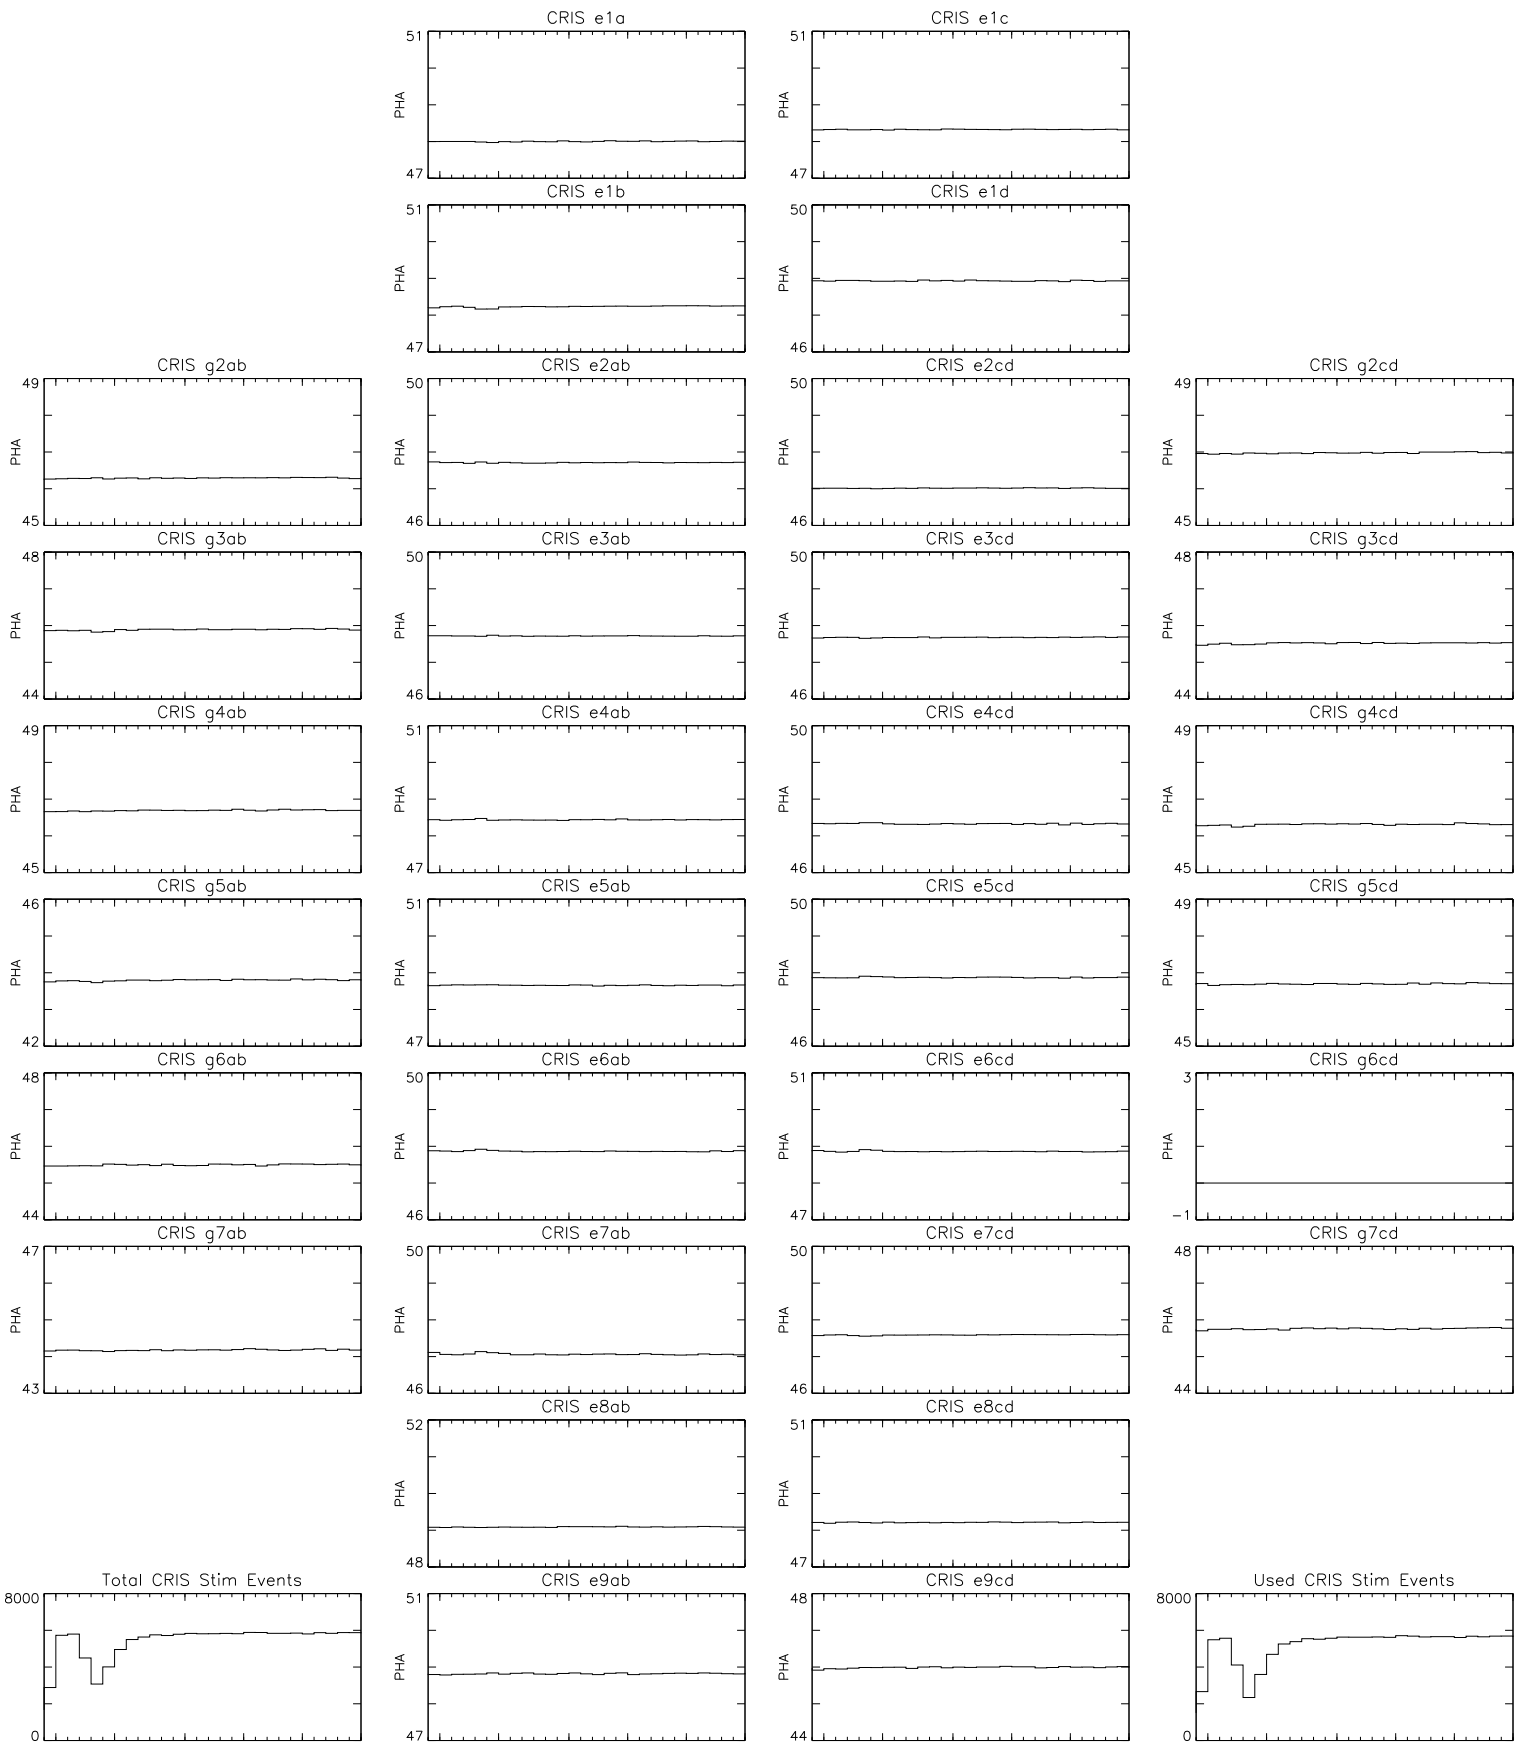 CRIS e1a
CRIS e1c
51
PHA
47
51
PHA
47
CRIS e1b
CRIS e1d
51
PHA
47
50
PHA
46
CRIS g2ab
CRIS e2ab
CRIS e2cd
CRIS g2cd
49
PHA
45
50
PHA
46
50
PHA
46
49
PHA
45
CRIS g3ab
CRIS e3ab
CRIS e3cd
CRIS g3cd
48
PHA
44
50
PHA
46
50
PHA
46
48
PHA
44
CRIS g4ab
CRIS e4ab
CRIS e4cd
CRIS g4cd
49
PHA
45
51
PHA
47
50
PHA
46
49
PHA
45
CRIS g5ab
CRIS e5ab
CRIS e5cd
CRIS g5cd
46
PHA
42
51
PHA
47
50
PHA
46
49
PHA
45
CRIS g6ab
CRIS e6ab
CRIS e6cd
CRIS g6cd
48
PHA
44
50
PHA
46
51
PHA
47
3
PHA
-1
CRIS g7ab
CRIS e7ab
CRIS e7cd
CRIS g7cd
47
PHA
43
50
PHA
46
50
PHA
46
48
PHA
44
CRIS e8ab
CRIS e8cd
52
PHA
48
51
PHA
47
Total CRIS Stim Events
CRIS e9ab
CRIS e9cd
Used CRIS Stim Events
8000
0
51
PHA
47
48
PHA
44
8000
0